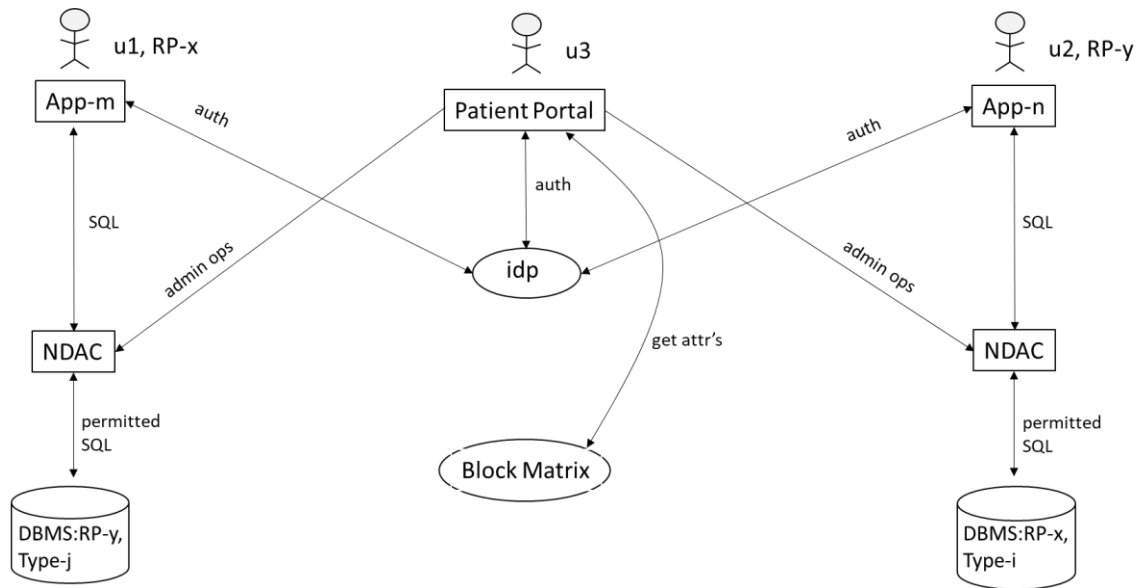 u1, RP-x
u3
u2, RP-y
App-m
Patient Portal
App-n
auth
auth
auth
SQL
SQL
admin ops
admin ops
idp
NDAC
NDAC
get attr's
permitted
SQL
permitted
SQL
Block Matrix
DBMS:RP-y,
Type-j
DBMS:RP-x,
Type-i